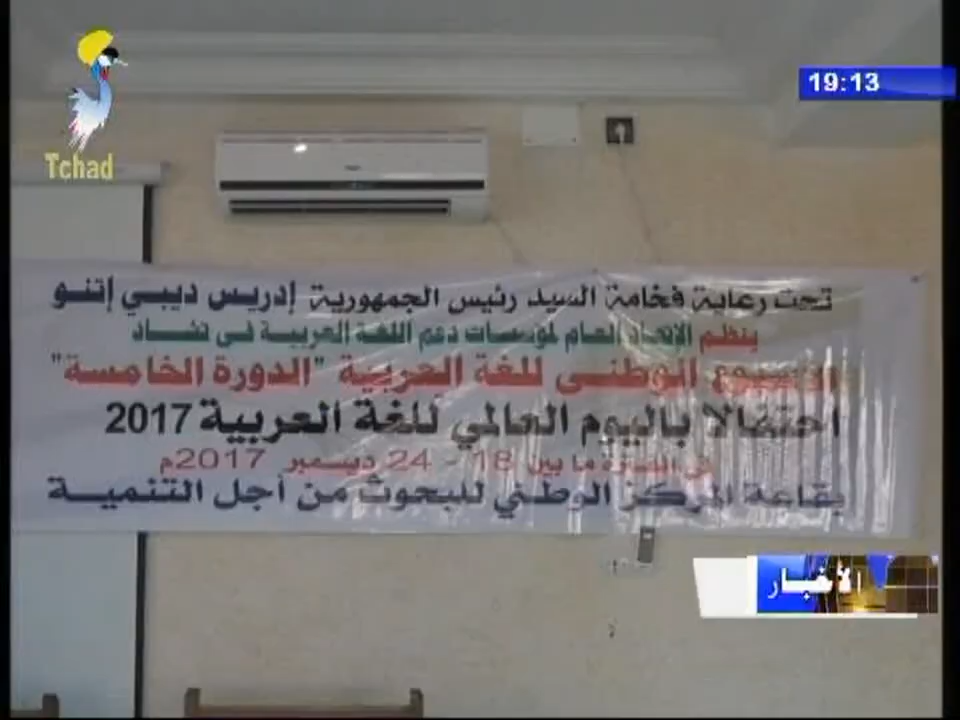 Tchad
19:13
تحت رعاية فخامة السيد رئيس الجمهورية إدريس ديبي إتنو
ينظم الإتحاد العام لمؤسسات دعم اللغة العربية في تشاد
الاسبوع الوطني للغة العربية "الدورة الخامسة"
احتفالا باليوم العالمي للغة العربية 2017
في الفترة ما بين 18 - 24 ديسمبر 2017م
بقاعة المركز الوطني للبحوث من أجل التنمية
الأخبار